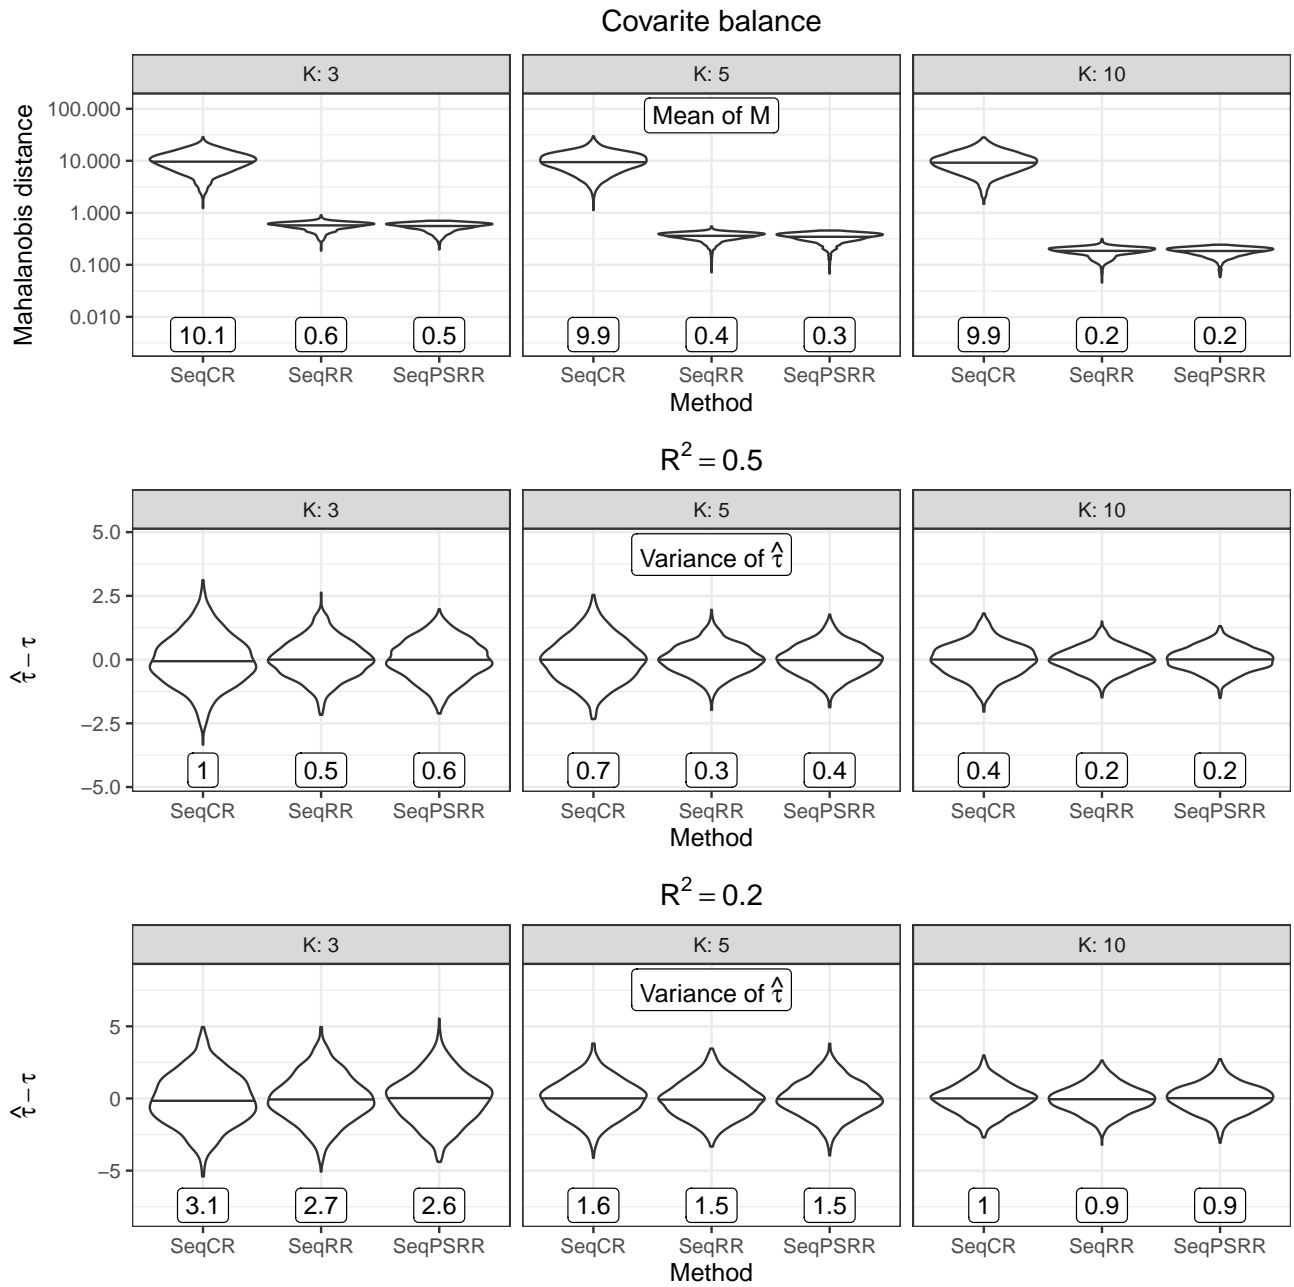 Covarite balance
K: 3 K: 5 K: 10
Mahalanobis distance
100.000
10.000
1.000
0.100
0.010
Mean of M
10.1 0.6 0.5 9.9 0.4 0.3 9.9 0.2 0.2
SeqCR SeqRR SeqPSRR SeqCR SeqRR SeqPSRR SeqCR SeqRR SeqPSRR
Method
R² = 0.5
K: 3 K: 5 K: 10
τ̂ − τ
5.0
2.5
0.0
−2.5
−5.0
Variance of τ̂
1 0.5 0.6 0.7 0.3 0.4 0.4 0.2 0.2
SeqCR SeqRR SeqPSRR SeqCR SeqRR SeqPSRR SeqCR SeqRR SeqPSRR
Method
R² = 0.2
K: 3 K: 5 K: 10
τ̂ − τ
5
0
−5
Variance of τ̂
3.1 2.7 2.6 1.6 1.5 1.5 1 0.9 0.9
SeqCR SeqRR SeqPSRR SeqCR SeqRR SeqPSRR SeqCR SeqRR SeqPSRR
Method